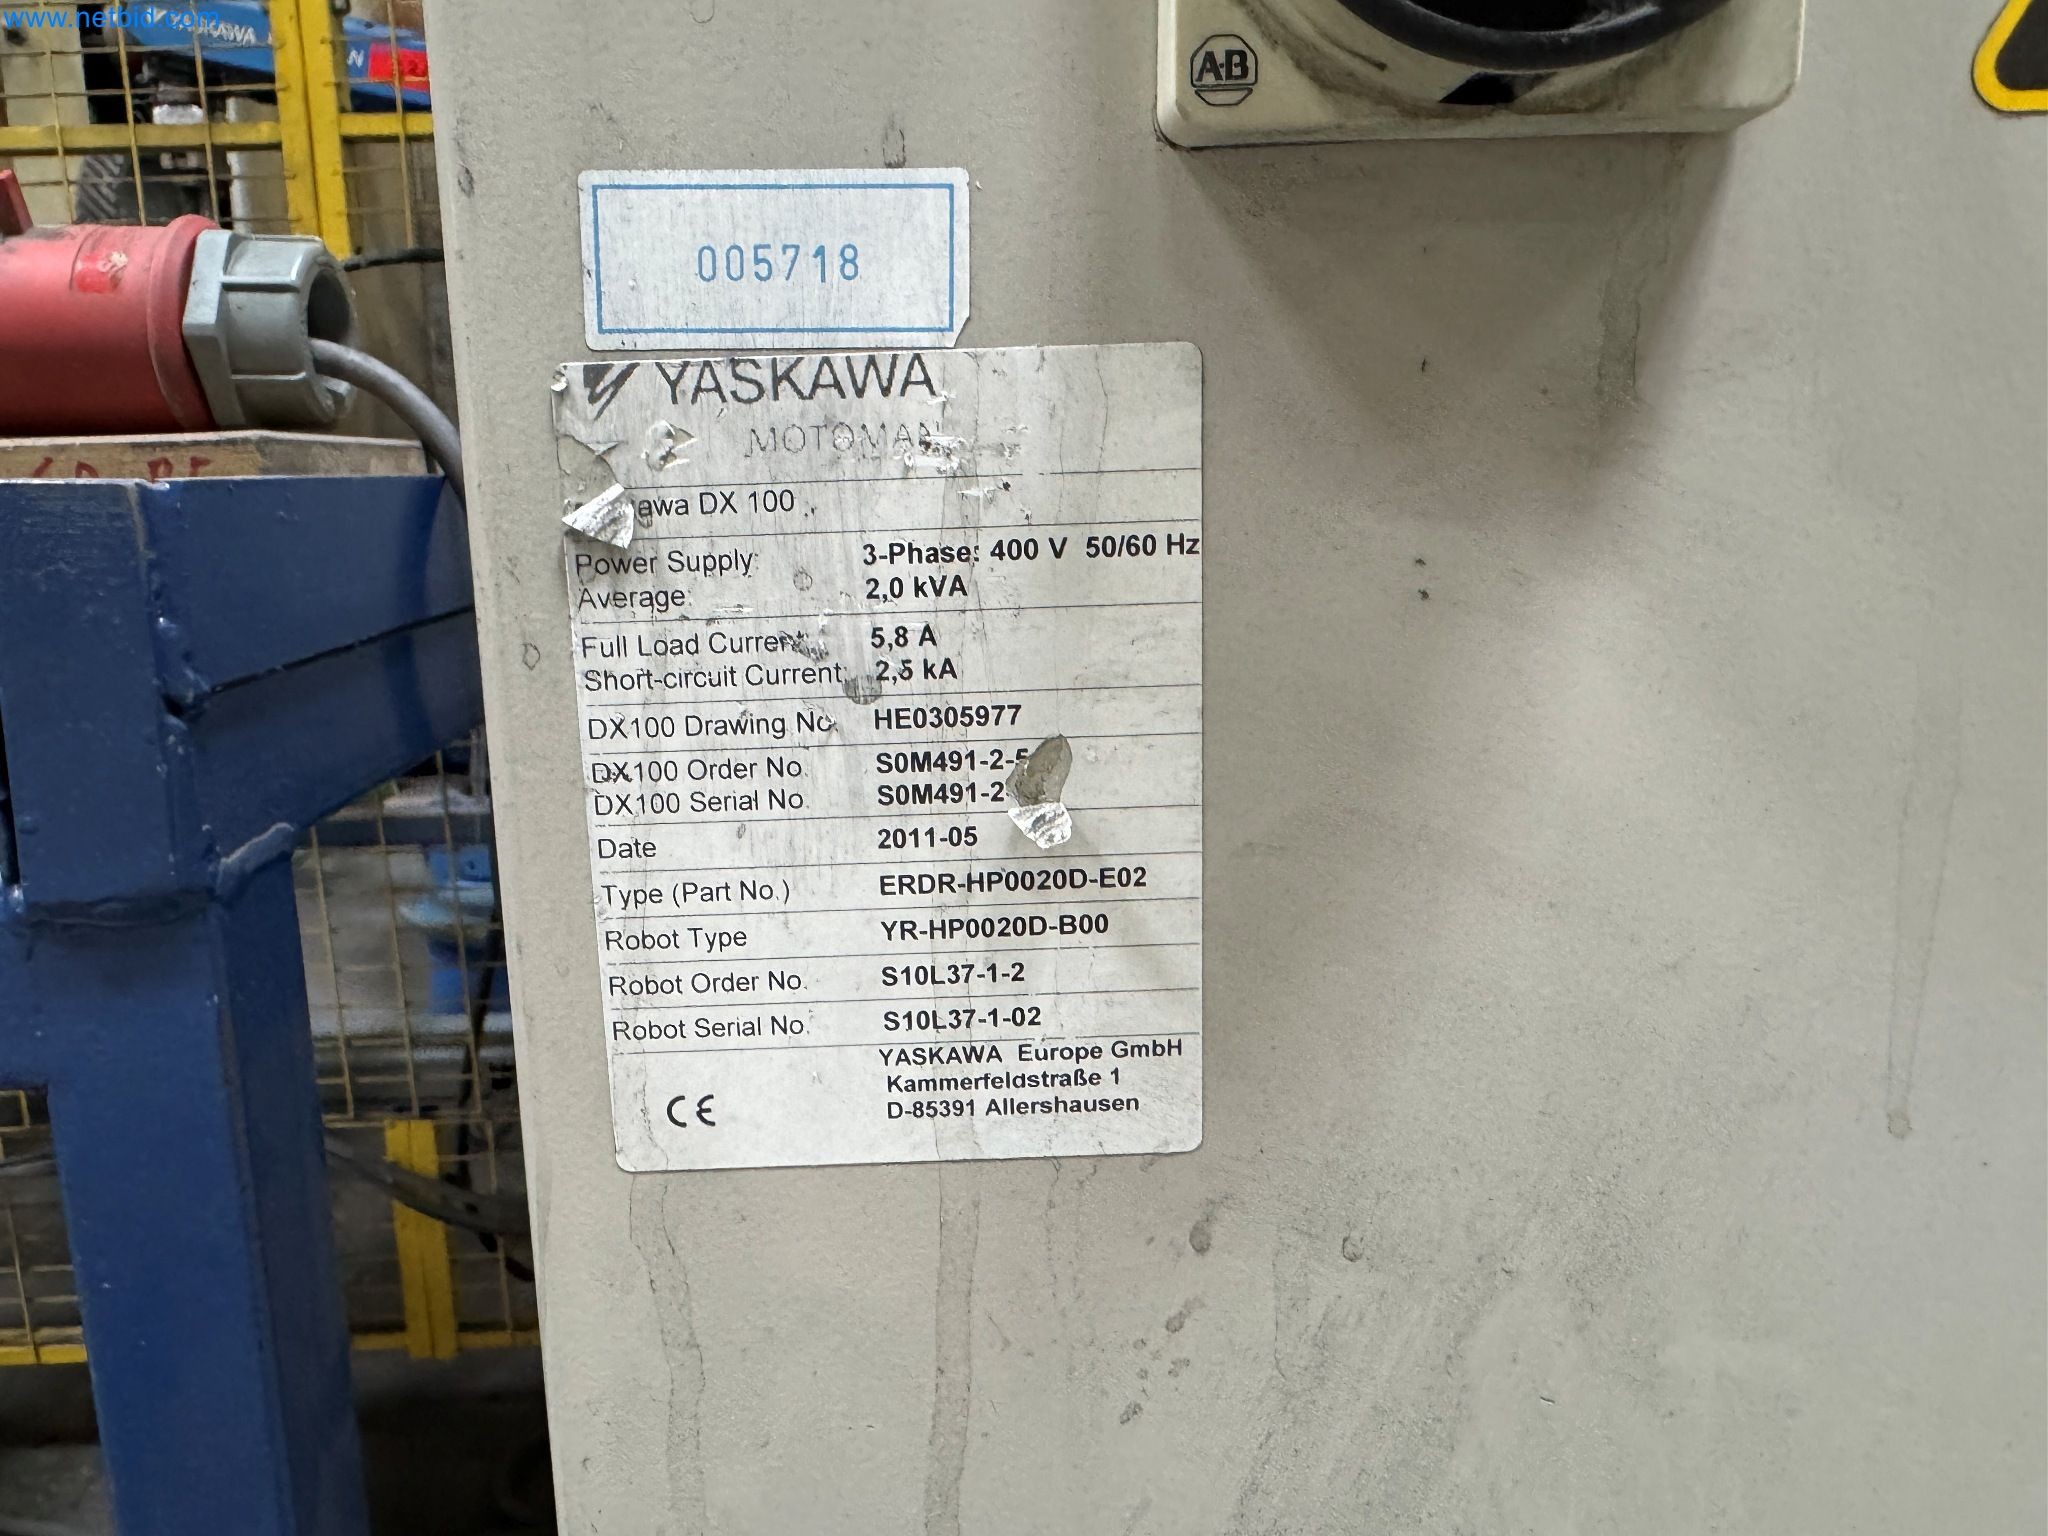 www.netbid.com
YASKAWA
A-B
005718
YASKAWA
MOTOMAN
DX 100
Power Supply: 3-Phase: 400 V 50/60 Hz
Average: 2,0 kVA
Full Load Current: 5,8 A
Short-circuit Current: 2,5 kA
DX100 Drawing No. HE0305977
DX100 Order No. S0M491-2-5
DX100 Serial No. S0M491-2
Date 2011-05
Type (Part No.) ERDR-HP0020D-E02
Robot Type YR-HP0020D-B00
Robot Order No. S10L37-1-2
Robot Serial No. S10L37-1-02
YASKAWA Europe GmbH
Kammerfeldstraße 1
D-85391 Allershausen
CE